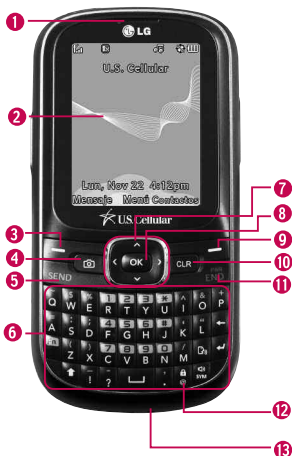 1
LG
U.S. Cellular
2
Lun, Nov 22 4:12pm
Mensaje Menú Contactos
U.S.Cellular
7
8
3
9
4
OK
CLR
10
5
SEND
END
11
Q W E R T Y U I O P
6
A S D F G H J K L
Z X C V B N M
! ? . @ SYM
12
13